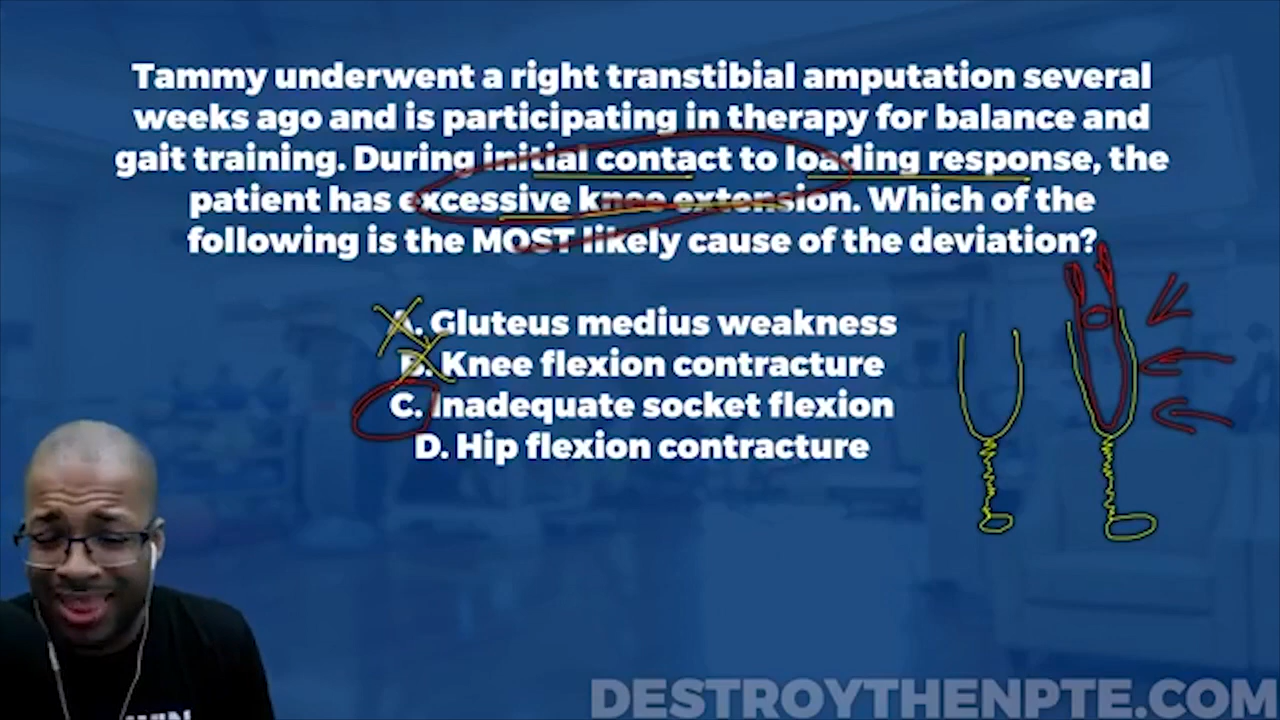 Tammy underwent a right transtibial amputation several
weeks ago and is participating in therapy for balance and
gait training. During initial contact to loading response, the
patient has excessive knee extension. Which of the
following is the MOST likely cause of the deviation?
A. Gluteus medius weakness
B. Knee flexion contracture
C. Inadequate socket flexion
D. Hip flexion contracture
DESTROYTHENPTE.COM